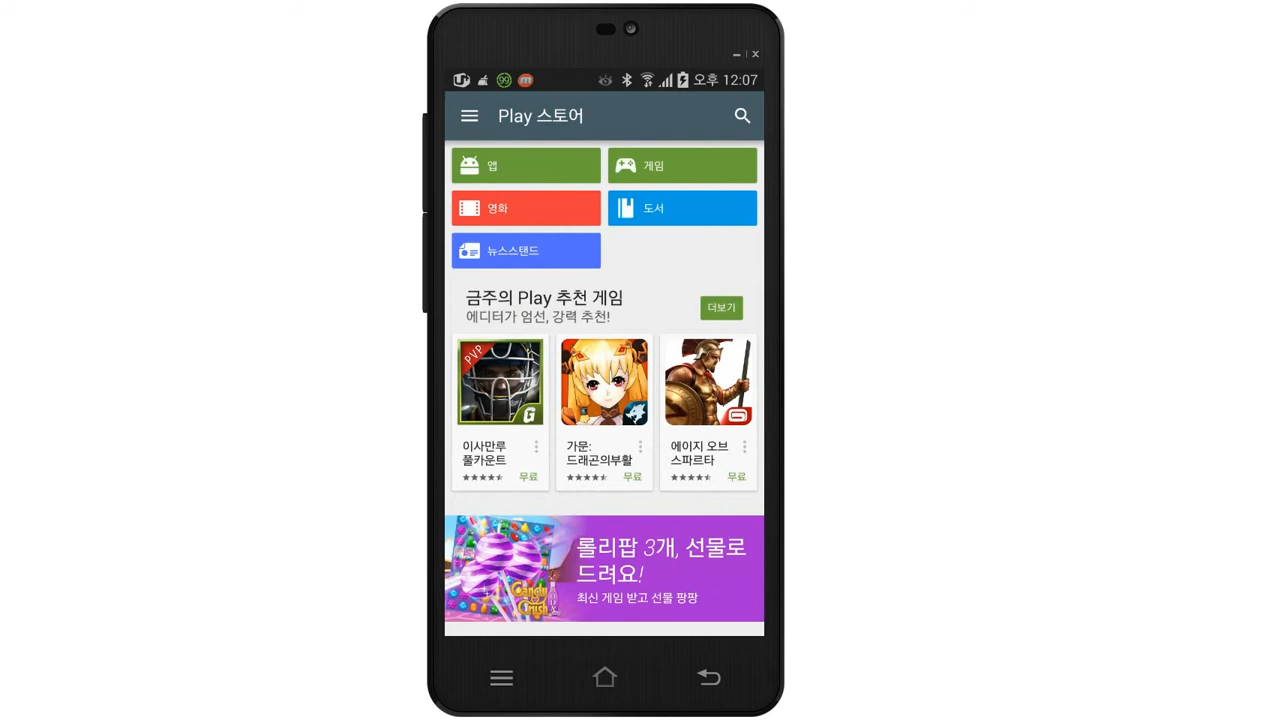 99
m
오후 12:07
Play 스토어
앱
게임
영화
도서
뉴스스탠드
금주의 Play 추천 게임
더보기
에디터가 엄선, 강력 추천!
PVP
G
이사만루
풀카운트
무료
가문:
드래곤의부활
무료
에이지 오브
스파르타
무료
롤리팝 3개, 선물로
드려요!
Candy
Crush
최신 게임 받고 선물 팡팡